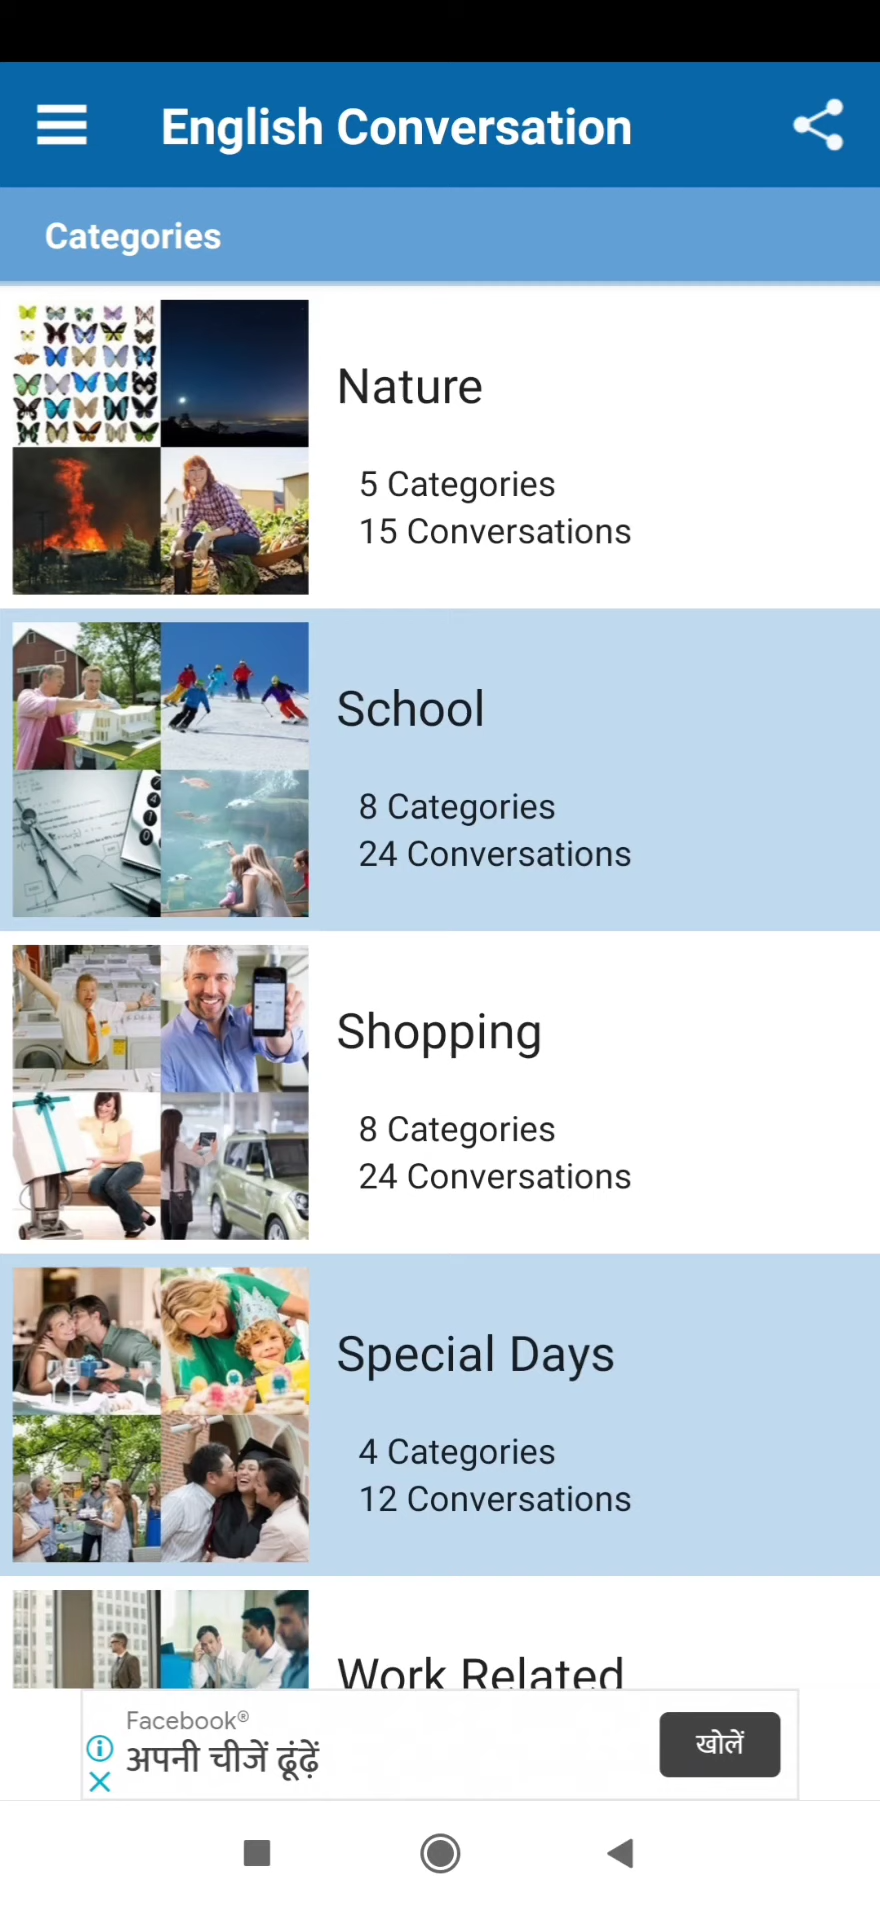 English Conversation
Categories
Nature
5 Categories
15 Conversations
School
8 Categories
24 Conversations
Shopping
8 Categories
24 Conversations
Special Days
4 Categories
12 Conversations
Work Related
Facebook®
अपनी चीजें ढूंढ़ें
खोलें